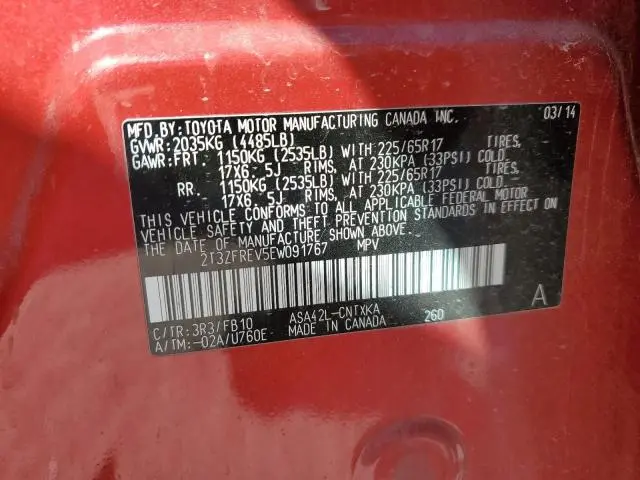 MFD.BY:TOYOTA MOTOR MANUFACTURING CANADA INC. 03/14
GVWR:2035KG (4485LB)
GAWR:FRT. 1150KG (2535LB) WITH 225/65R17 TIRES,
17X6.5J RIMS, AT 230KPA (33PSI) COLD
RR. 1150KG (2535LB) WITH 225/65R17 TIRES,
17X6.5J RIMS, AT 230KPA (33PSI) COLD
THIS VEHICLE CONFORMS TO ALL APPLICABLE FEDERAL MOTOR
VEHICLE SAFETY AND THEFT PREVENTION STANDARDS IN EFFECT ON
THE DATE OF MANUFACTURE SHOWN ABOVE.
2T3ZFREV5EW091767 MPV
A
C/TR:3R3/FB10 ASA42L-CNTXKA 260
A/TM:-02A/U760E MADE IN CANADA